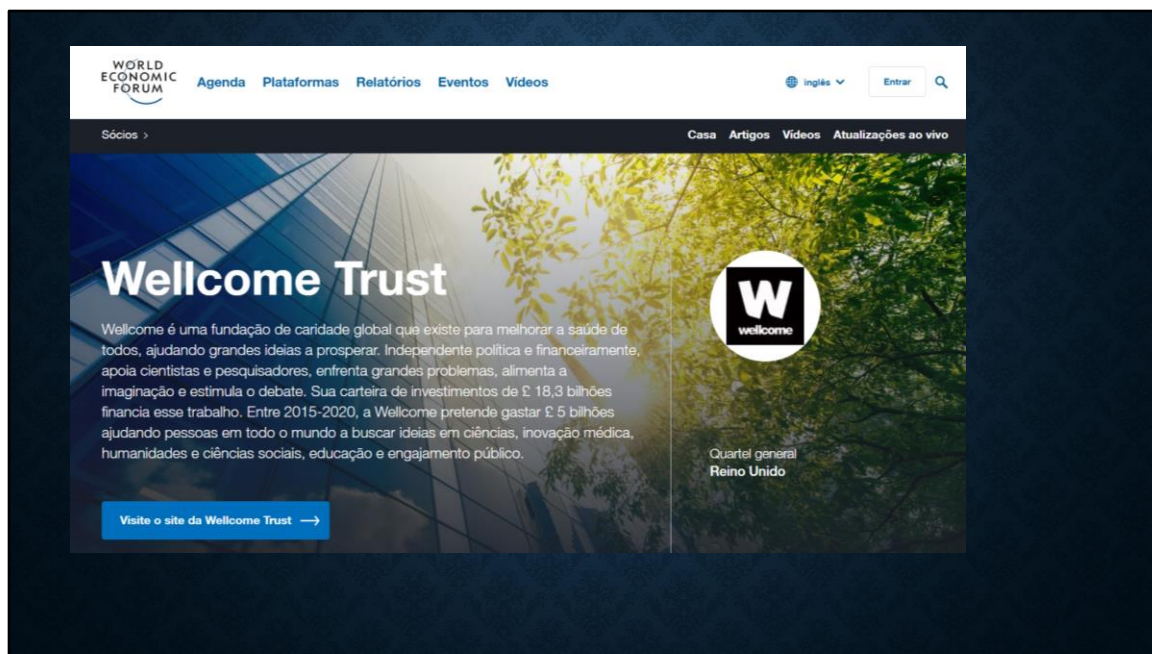 WORLD
ECONOMIC
FORUM
Agenda Plataformas Relatórios Eventos Vídeos
inglês
Entrar
Sócios >
Casa Artigos Vídeos Atualizações ao vivo
Wellcome Trust
Wellcome é uma fundação de caridade global que existe para melhorar a saúde de
todos, ajudando grandes ideias a prosperar. Independente política e financeiramente,
apoia cientistas e pesquisadores, enfrenta grandes problemas, alimenta a
imaginação e estimula o debate. Sua carteira de investimentos de £ 18,3 bilhões
financia esse trabalho. Entre 2015-2020, a Wellcome pretende gastar £ 5 bilhões
ajudando pessoas em todo o mundo a buscar ideias em ciências, inovação médica,
humanidades e ciências sociais, educação e engajamento público.
W
wellcome
Quartel general
Reino Unido
Visite o site da Wellcome Trust →